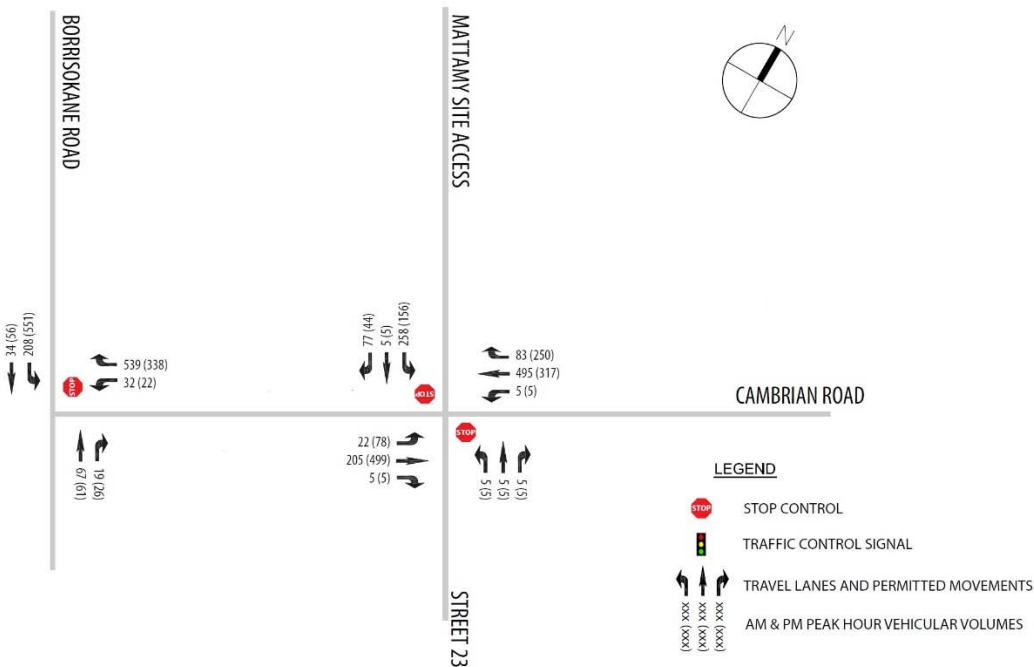 BORRISOKANE ROAD
MATTAMY SITE ACCESS
N
34 (56)
208 (551)
STOP
539 (338)
32 (22)
67 (61)
19 (26)
77 (44)
5 (5)
258 (156)
STOP
83 (250)
495 (317)
5 (5)
CAMBRIAN ROAD
22 (78)
205 (499)
5 (5)
STOP
5 (5)
5 (5)
5 (5)
STREET 23
LEGEND
STOP
STOP CONTROL
TRAFFIC CONTROL SIGNAL
TRAVEL LANES AND PERMITTED MOVEMENTS
xxx (xxx)
xxx (xxx)
xxx (xxx)
AM & PM PEAK HOUR VEHICULAR VOLUMES